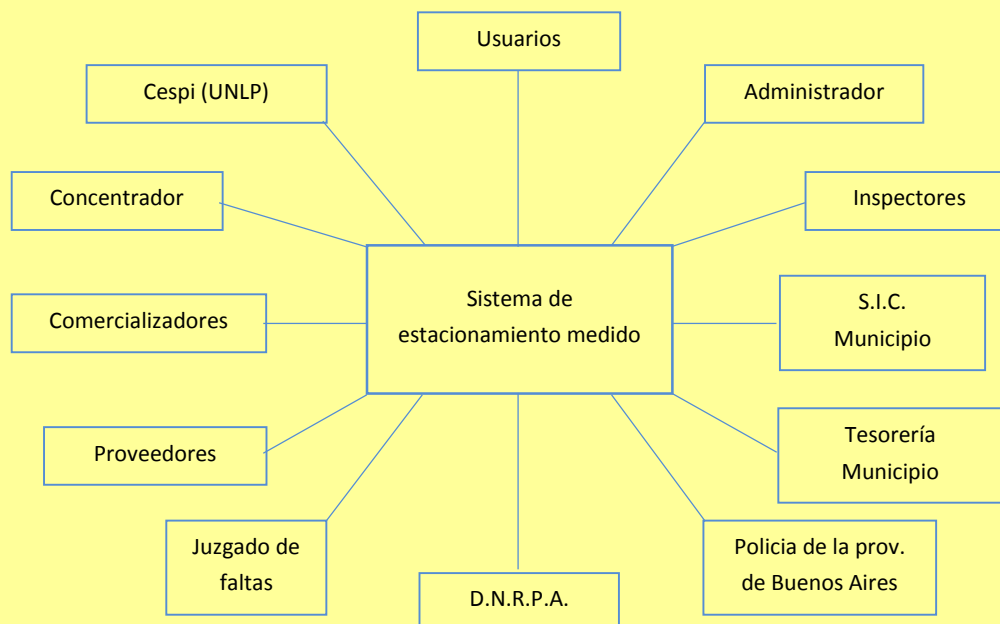 Usuarios
Cespi (UNLP)
Administrador
Concentrador
Inspectores
Sistema de
estacionamiento medido
Comercializadores
S.I.C.
Municipio
Proveedores
Tesorería
Municipio
Juzgado de
faltas
D.N.R.P.A.
Policia de la prov.
de Buenos Aires